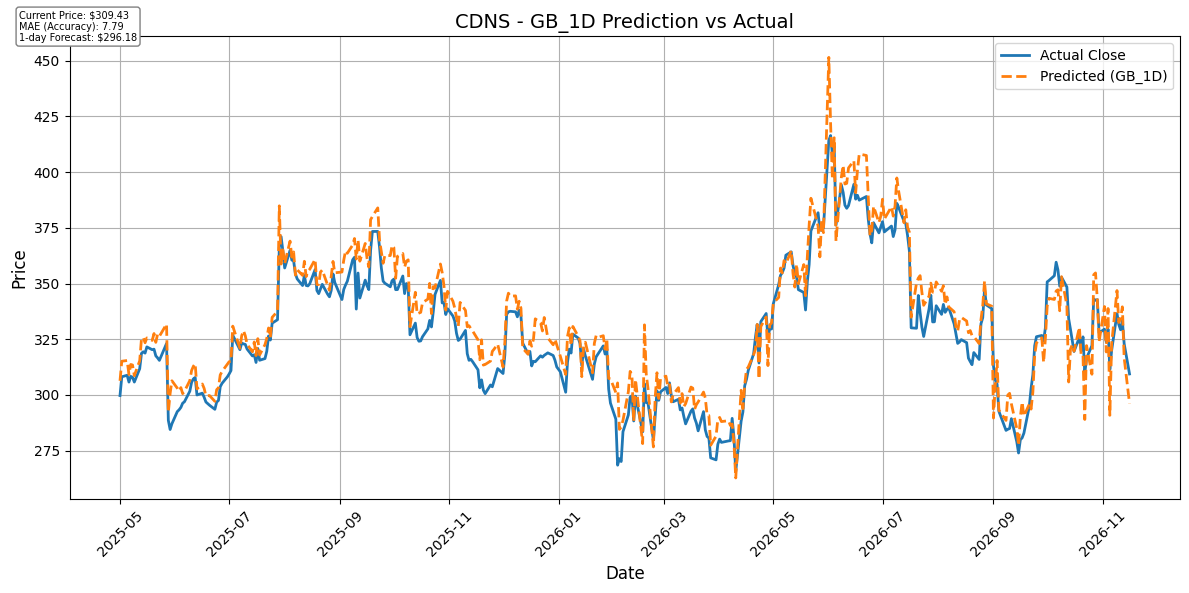 CDNS - GB_1D Prediction vs Actual
Current Price: $309.43
MAE (Accuracy): 7.79
1-day Forecast: $296.18
Actual Close
Predicted (GB_1D)
Price
450
425
400
375
350
325
300
275
2025-05
2025-07
2025-09
2025-11
2026-01
2026-03
2026-05
2026-07
2026-09
2026-11
Date